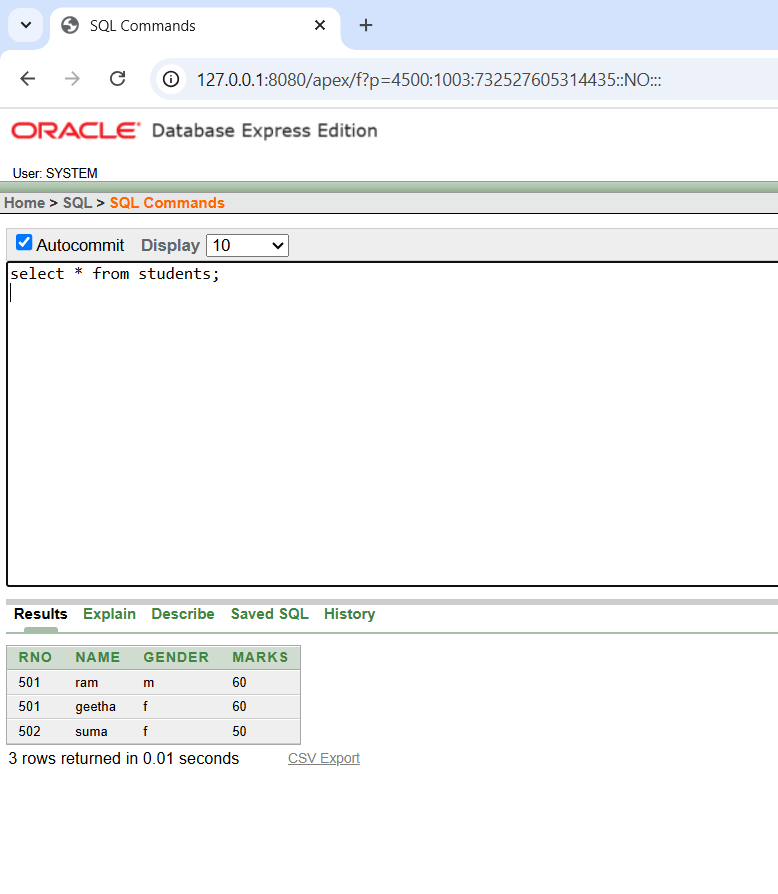 SQL Commands
127.0.0.1:8080/apex/f?p=4500:1003:732527605314435::NO:::
ORACLE Database Express Edition
User: SYSTEM
Home > SQL > SQL Commands
Autocommit Display 10
select * from students;
Results Explain Describe Saved SQL History
RNO NAME GENDER MARKS
501 ram m 60
501 geetha f 60
502 suma f 50
3 rows returned in 0.01 seconds CSV Export